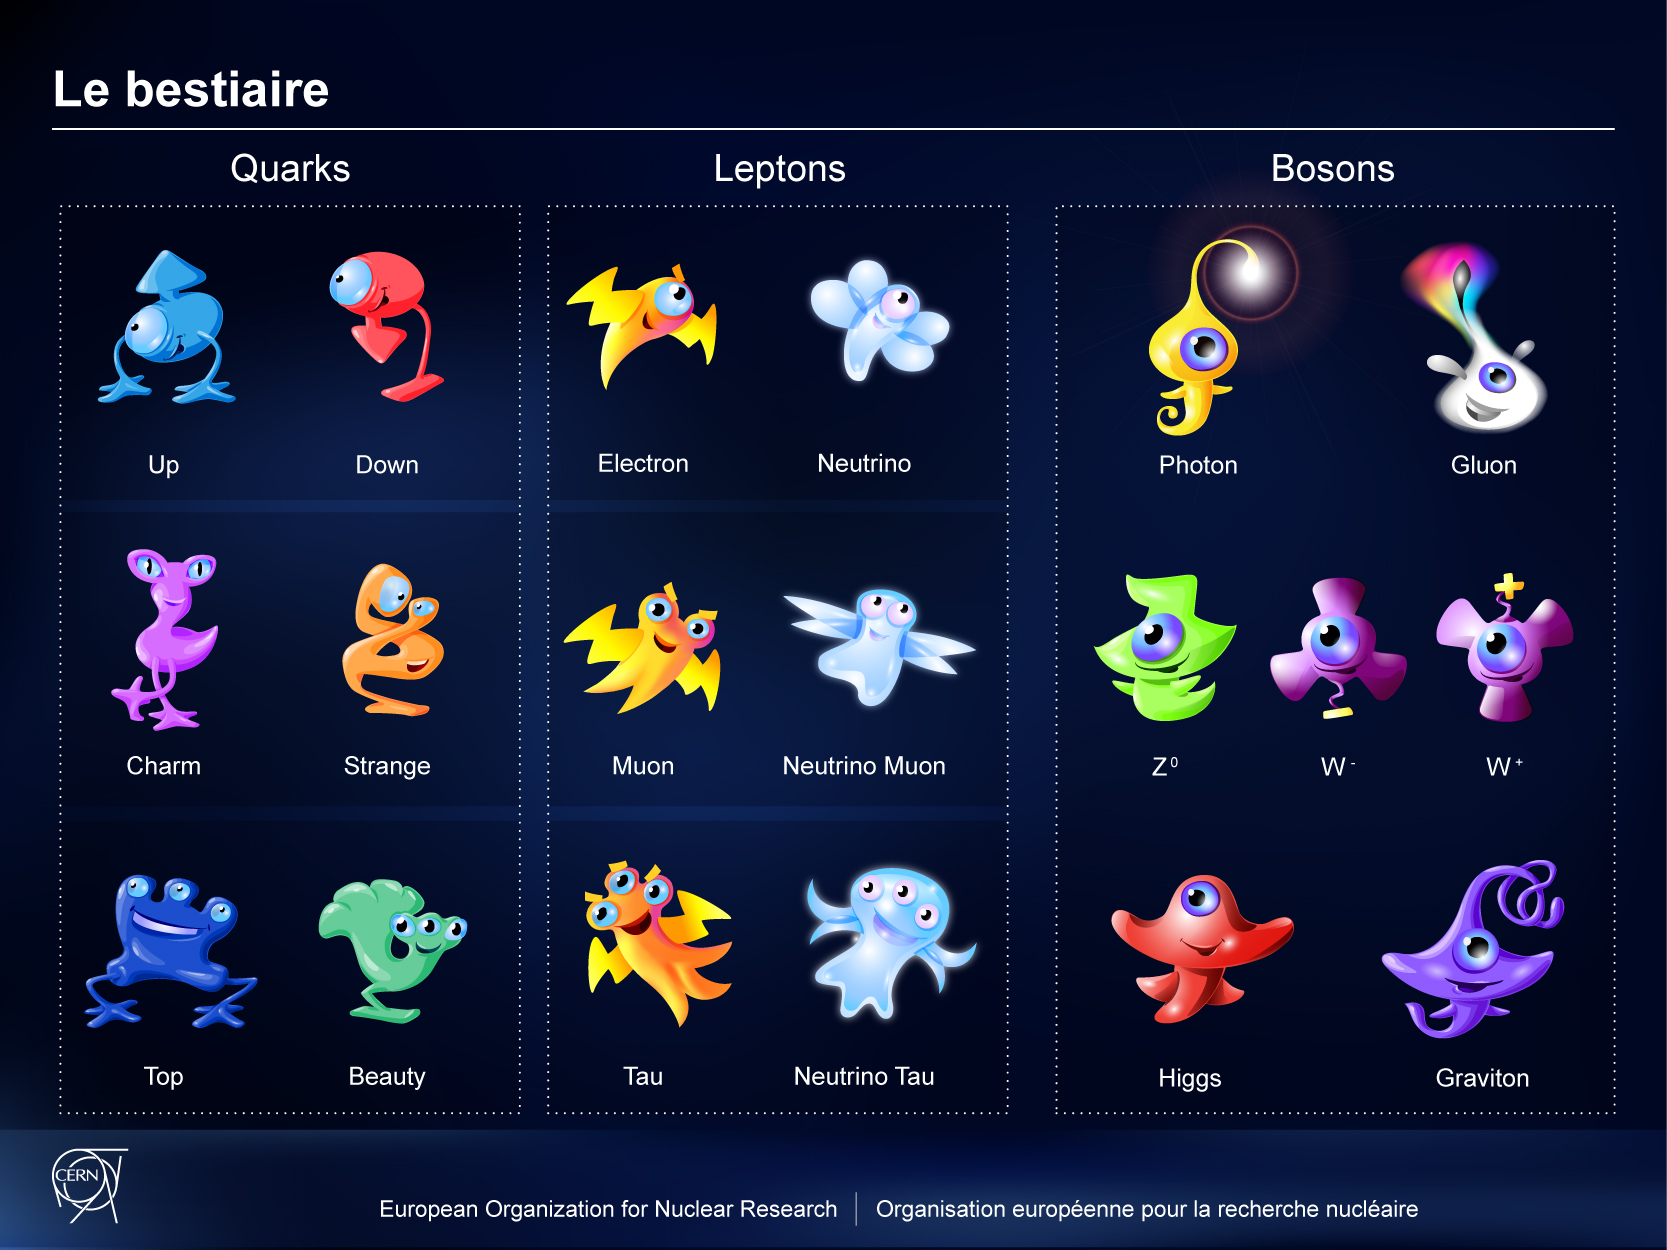 Le bestiaire
Quarks
Leptons
Bosons
Up
Down
Electron
Neutrino
Photon
Gluon
Charm
Strange
Muon
Neutrino Muon
Z⁰
W⁻
W⁺
Top
Beauty
Tau
Neutrino Tau
Higgs
Graviton
CERN
European Organization for Nuclear Research
Organisation européenne pour la recherche nucléaire